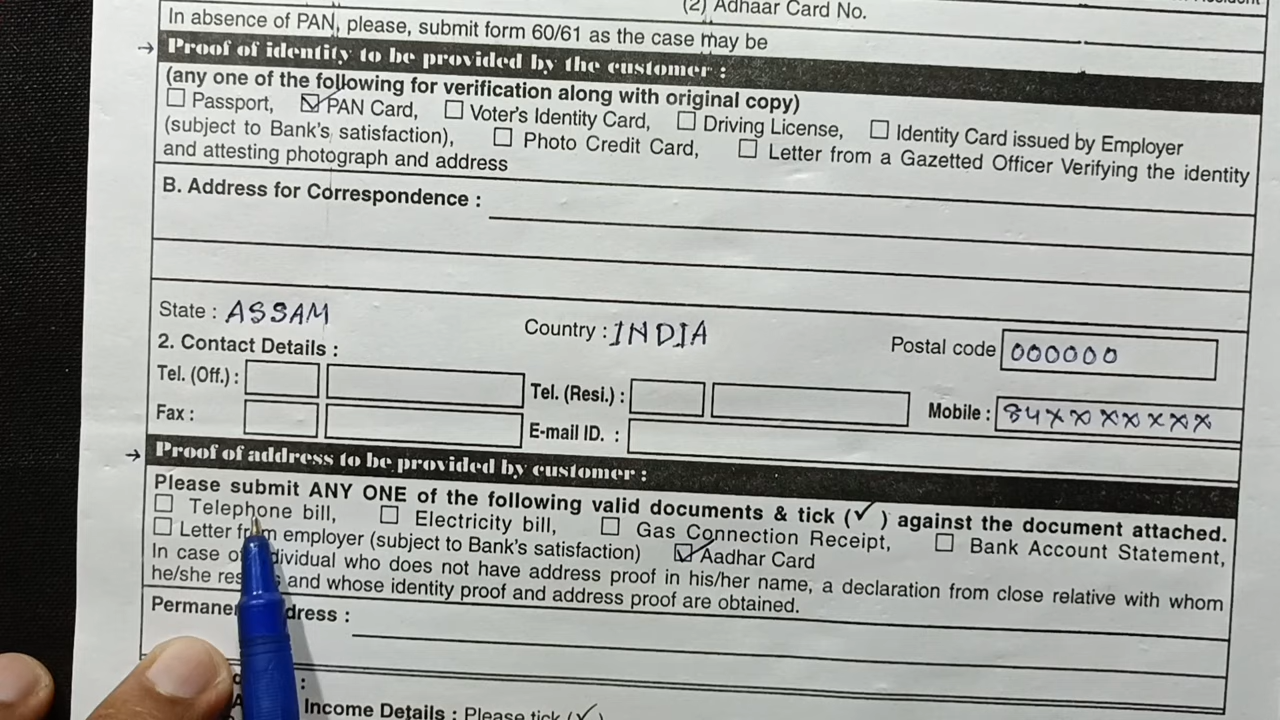 (2) Adhaar Card No.
In absence of PAN, please, submit form 60/61 as the case may be
→ Proof of identity to be provided by the customer :
(any one of the following for verification along with original copy)
☐ Passport, ☑ PAN Card, ☐ Voter's Identity Card, ☐ Driving License, ☐ Identity Card issued by Employer
(subject to Bank's satisfaction), ☐ Photo Credit Card, ☐ Letter from a Gazetted Officer Verifying the identity
and attesting photograph and address
B. Address for Correspondence :
State : ASSAM Country : INDIA Postal code 000000
2. Contact Details :
Tel. (Off.) : Tel. (Resi.) : Mobile : 84XXXXXXXX
Fax : E-mail ID. :
→ Proof of address to be provided by customer :
Please submit ANY ONE of the following valid documents & tick (✓) against the document attached.
☐ Telephone bill, ☐ Electricity bill, ☐ Gas Connection Receipt, ☐ Bank Account Statement,
☐ Letter from employer (subject to Bank's satisfaction) ☑ Aadhar Card
In case of individual who does not have address proof in his/her name, a declaration from close relative with whom
he/she and whose identity proof and address proof are obtained.
Permanent Address :
Income Details : Please tick (✓)